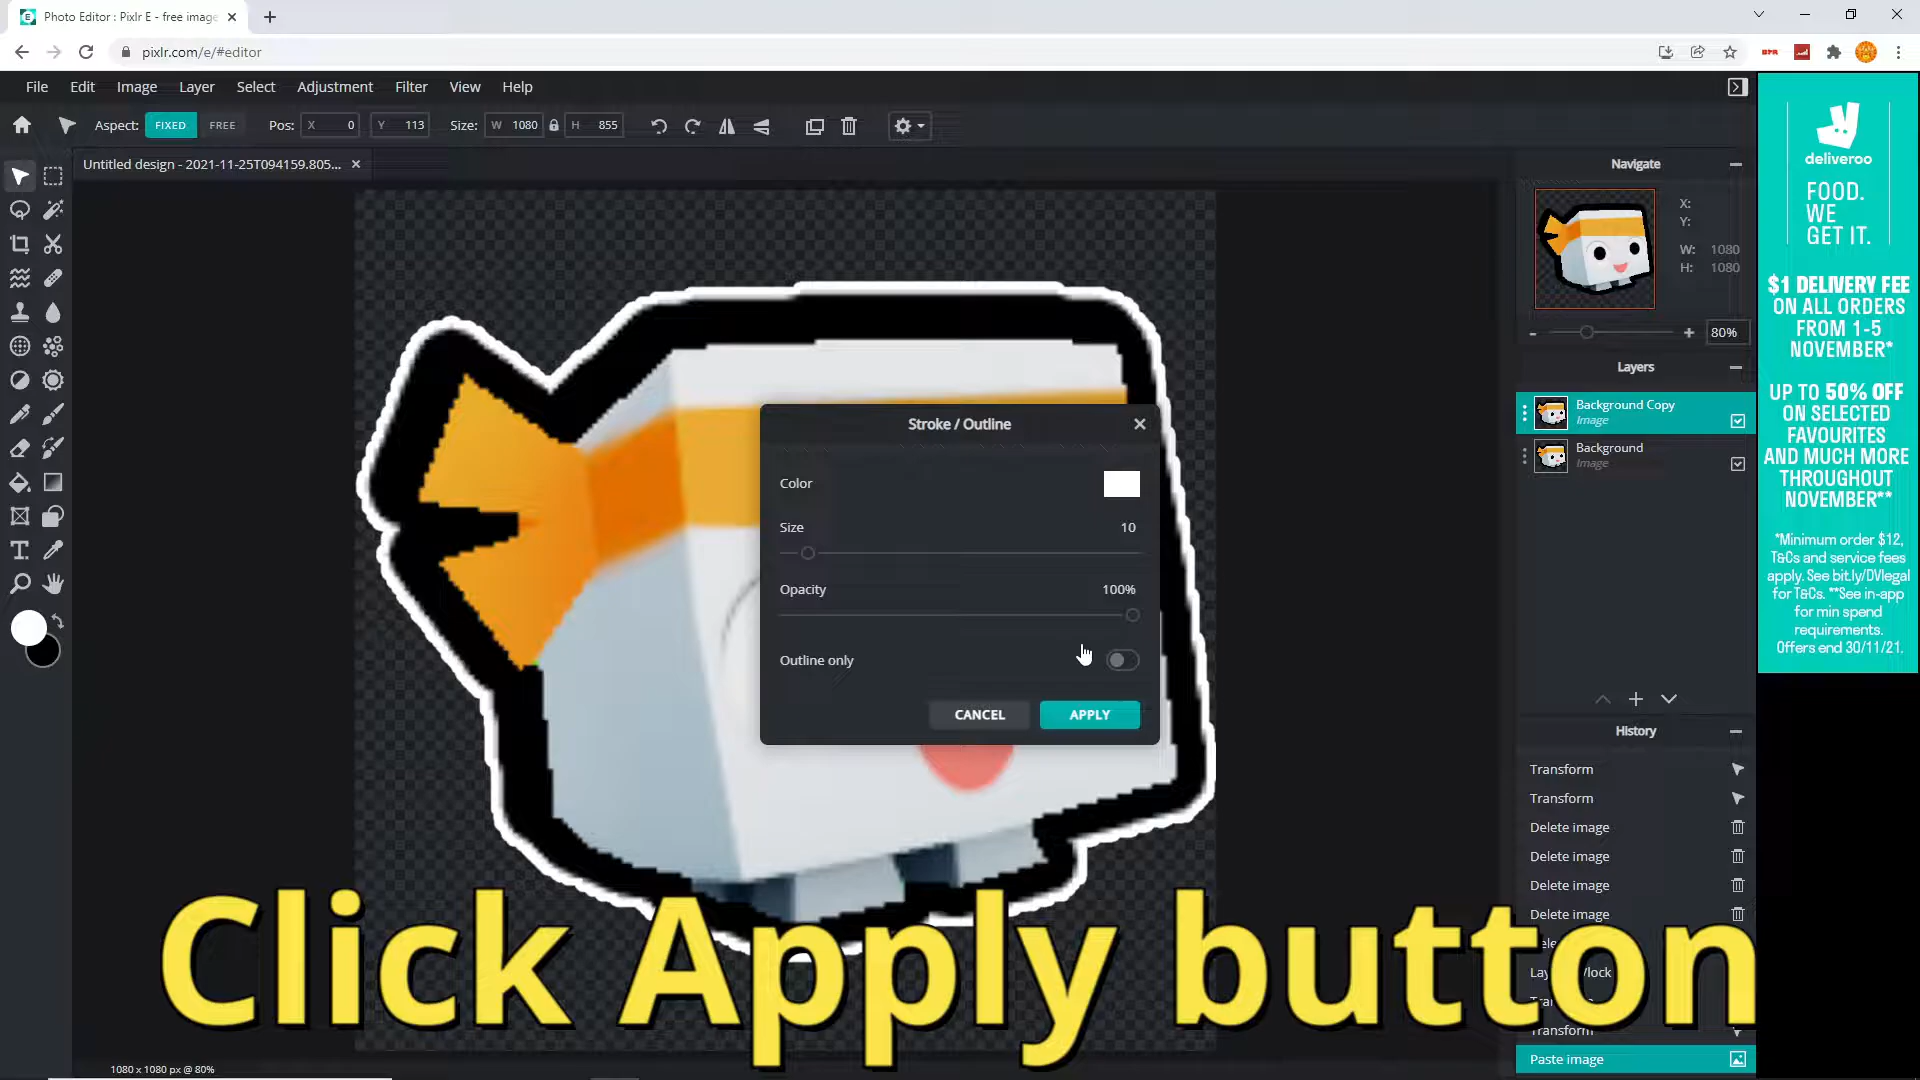 Photo Editor : Pixlr E - free image
pixlr.com/e/#editor
File Edit Image Layer Select Adjustment Filter View Help
Aspect: FIXED FREE Pos: X 0 Y 113 Size: W 1080 H 855
Untitled design - 2021-11-25T094159.805...
Navigate
X:
Y:
W: 1080
H: 1080
80%
Layers
Background Copy
Image
Background
Image
Stroke / Outline
Color
Size 10
Opacity 100%
Outline only
CANCEL APPLY
History
Transform
Transform
Delete image
Delete image
Delete image
Delete image
Transform
Paste image
Click Apply button
1080 x 1080 px @ 80%
deliveroo
FOOD.
WE
GET IT.
$1 DELIVERY FEE
ON ALL ORDERS
FROM 1-5
NOVEMBER*
UP TO 50% OFF
ON SELECTED
FAVOURITES
AND MUCH MORE
THROUGHOUT
NOVEMBER**
*Minimum order $12,
T&Cs and service fees
apply. See bit.ly/DVlegal
for T&Cs. **See in-app
for min spend
requirements.
Offers end 30/11/21.